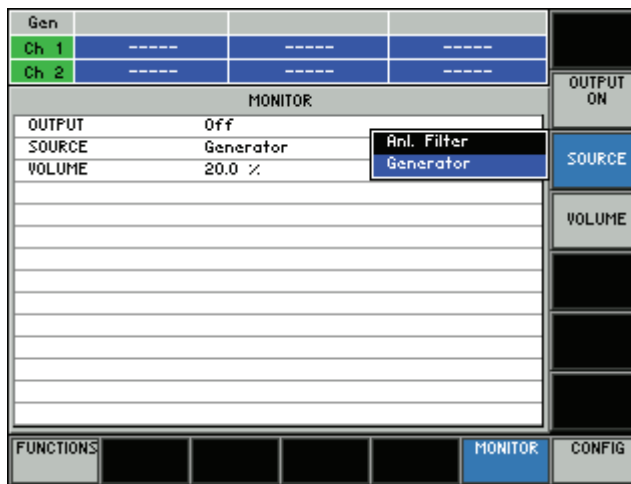 Gen
Ch 1 ----- ----- -----
Ch 2 ----- ----- -----
MONITOR
OUTPUT Off
SOURCE Generator
VOLUME 20.0 %
Anl. Filter
Generator
OUTPUT ON
SOURCE
VOLUME
FUNCTIONS MONITOR CONFIG